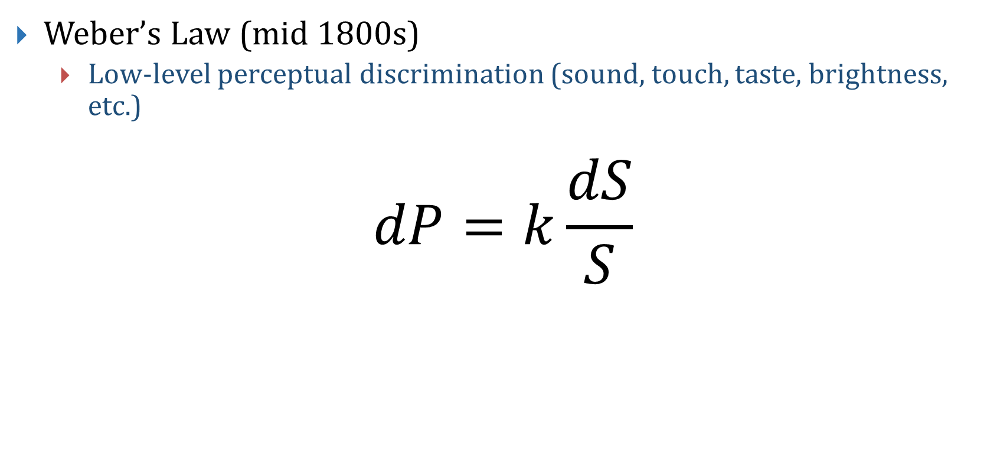 Weber’s Law (mid 1800s)
Low-level perceptual discrimination (sound, touch, taste, brightness,
etc.)
dP = k dS/S